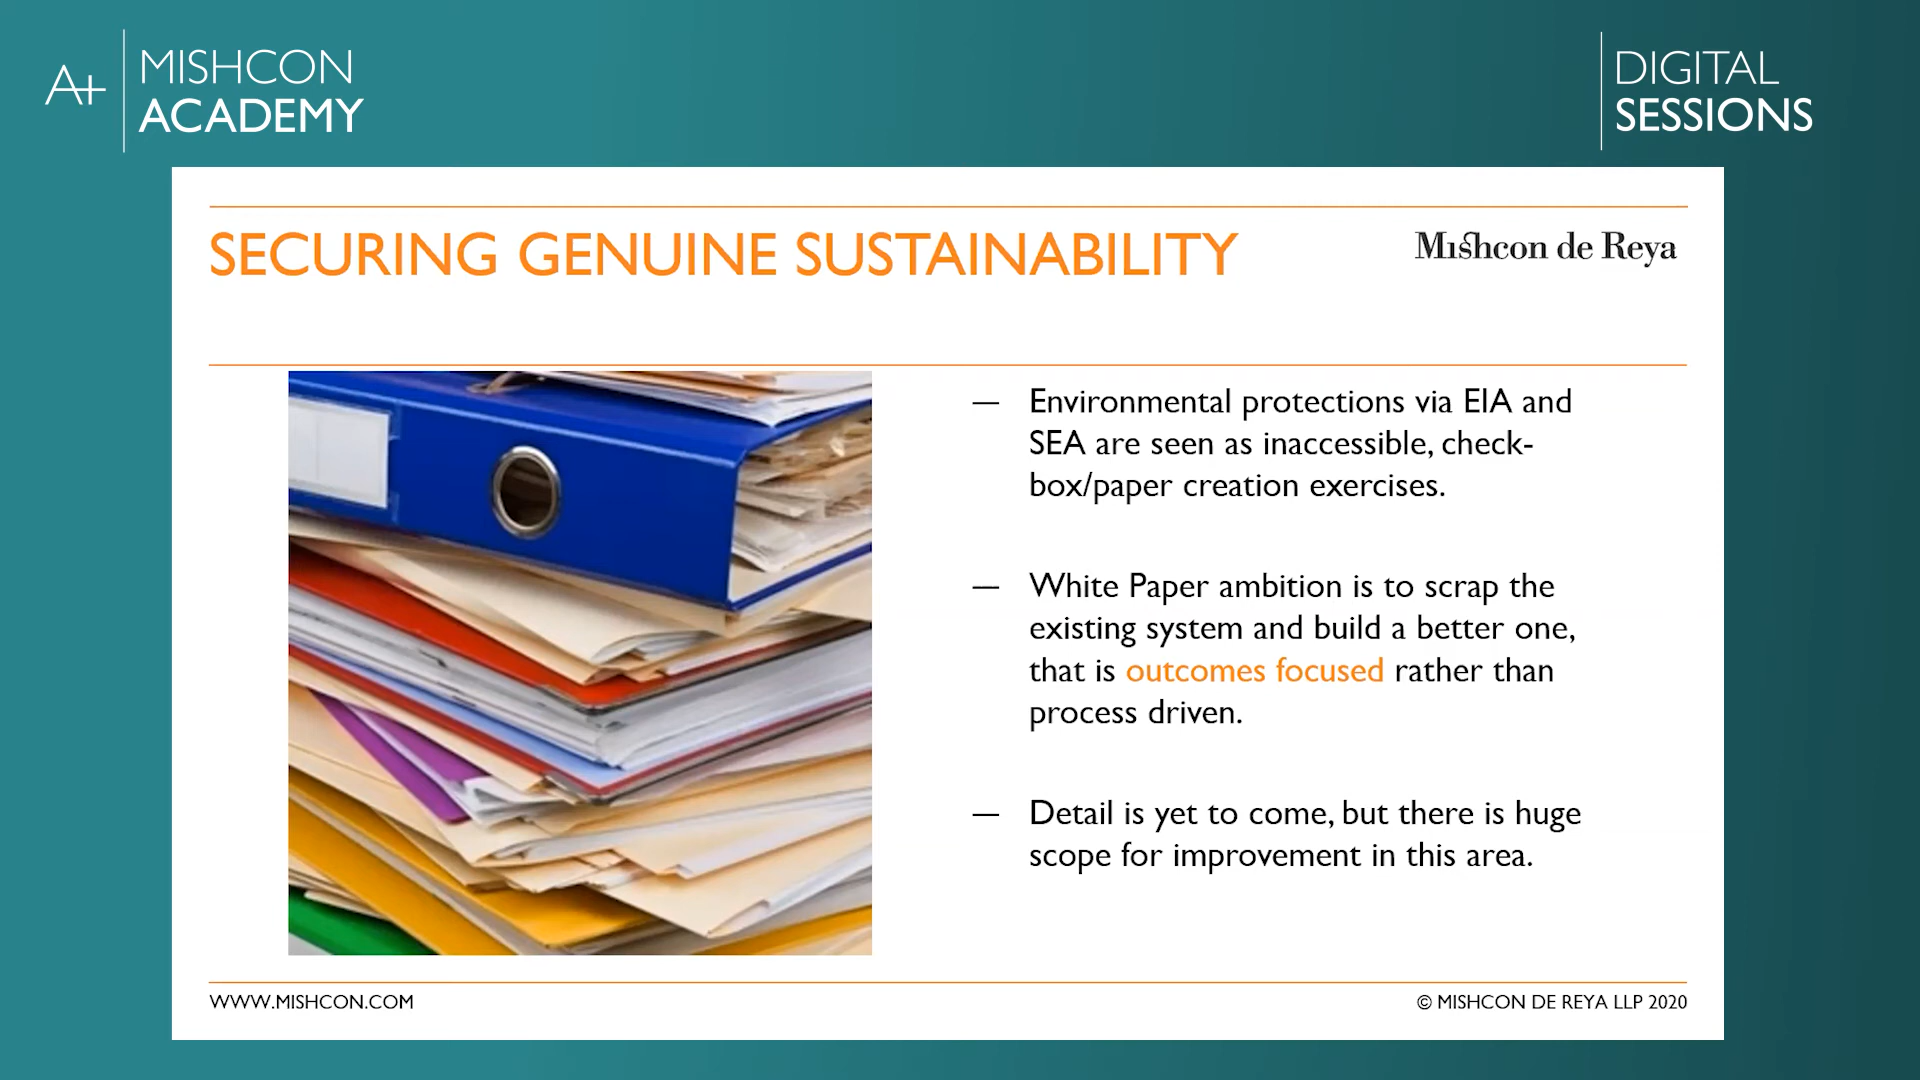 A+
MISHCON
ACADEMY
DIGITAL
SESSIONS
SECURING GENUINE SUSTAINABILITY
Mishcon de Reya
— Environmental protections via EIA and
SEA are seen as inaccessible, check-
box/paper creation exercises.
— White Paper ambition is to scrap the
existing system and build a better one,
that is outcomes focused rather than
process driven.
— Detail is yet to come, but there is huge
scope for improvement in this area.
WWW.MISHCON.COM
© MISHCON DE REYA LLP 2020